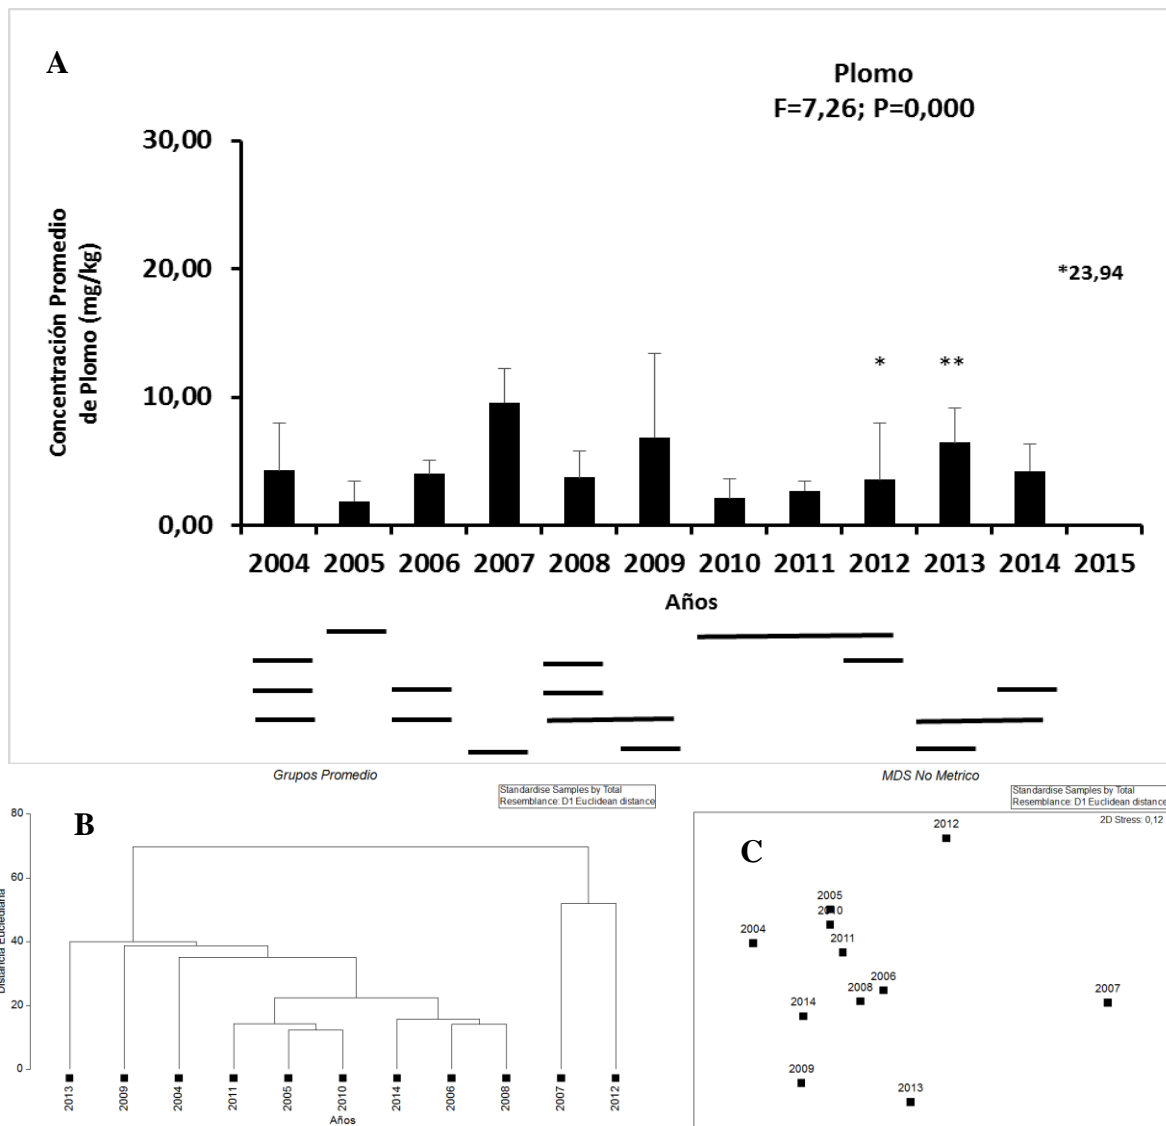 A
Plomo
F=7,26; P=0,000
Concentración Promedio
de Plomo (mg/kg)
30,00
20,00
10,00
0,00
*23,94
*
**
2004 2005 2006 2007 2008 2009 2010 2011 2012 2013 2014 2015
Años
Grupos Promedio
Standardise Samples by Total
Resemblance: D1 Euclidean distance
B
Distancia Euclediana
80
60
40
20
0
2013 2009 2004 2011 2005 2010 2014 2006 2008 2007 2012
Años
MDS No Metrico
Standardise Samples by Total
Resemblance: D1 Euclidean distance
2D Stress: 0,12
C
2012
2005
2010
2004
2011
2006
2008
2007
2014
2009
2013